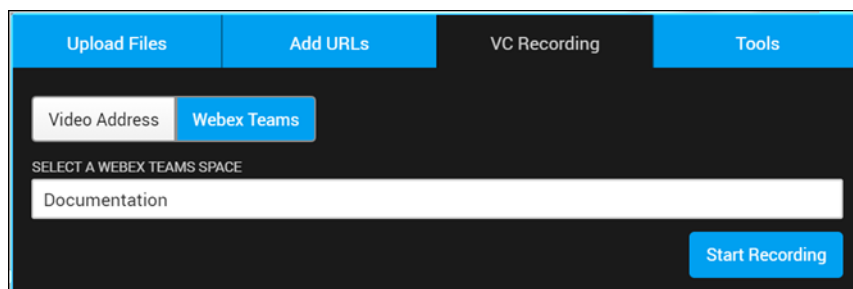 Upload Files Add URLs VC Recording Tools
Video Address Webex Teams
SELECT A WEBEX TEAMS SPACE
Documentation
Start Recording